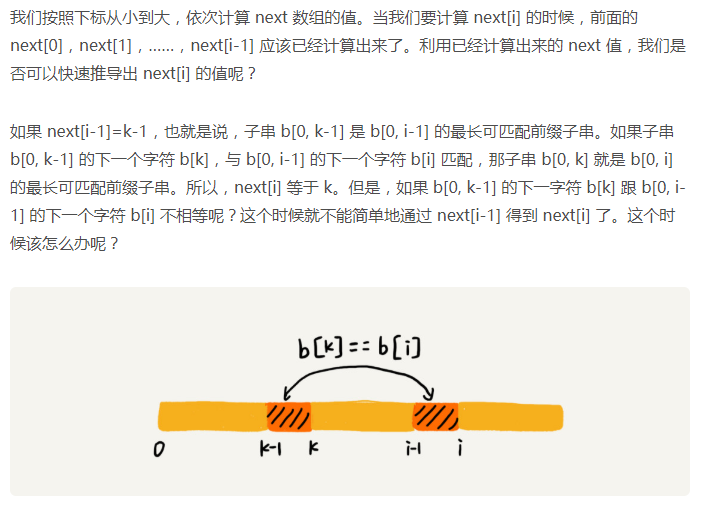 我们按照下标从小到大，依次计算 next 数组的值。当我们要计算 next[i] 的时候，前面的
next[0]，next[1]，……，next[i-1] 应该已经计算出来了。利用已经计算出来的 next 值，我们是
否可以快速推导出 next[i] 的值呢？
如果 next[i-1]=k-1，也就是说，子串 b[0, k-1] 是 b[0, i-1] 的最长可匹配前缀子串。如果子串
b[0, k-1] 的下一个字符 b[k]，与 b[0, i-1] 的下一个字符 b[i] 匹配，那子串 b[0, k] 就是 b[0, i]
的最长可匹配前缀子串。所以，next[i] 等于 k。但是，如果 b[0, k-1] 的下一字符 b[k] 跟 b[0, i-
1] 的下一个字符 b[i] 不相等呢？这个时候就不能简单地通过 next[i-1] 得到 next[i] 了。这个时
候该怎么办呢？
b[k]==b[i]
0 k-1 k i-1 i